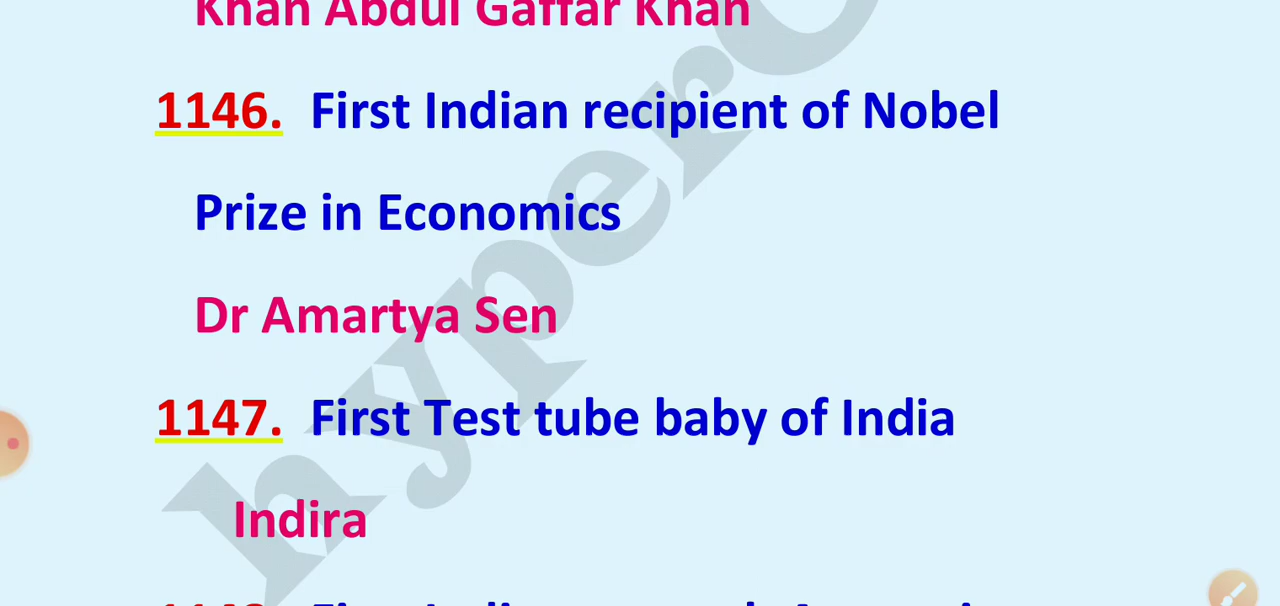 Khan Abdul Gaffar Khan
1146. First Indian recipient of Nobel
Prize in Economics
Dr Amartya Sen
1147. First Test tube baby of India
Indira
hyperC